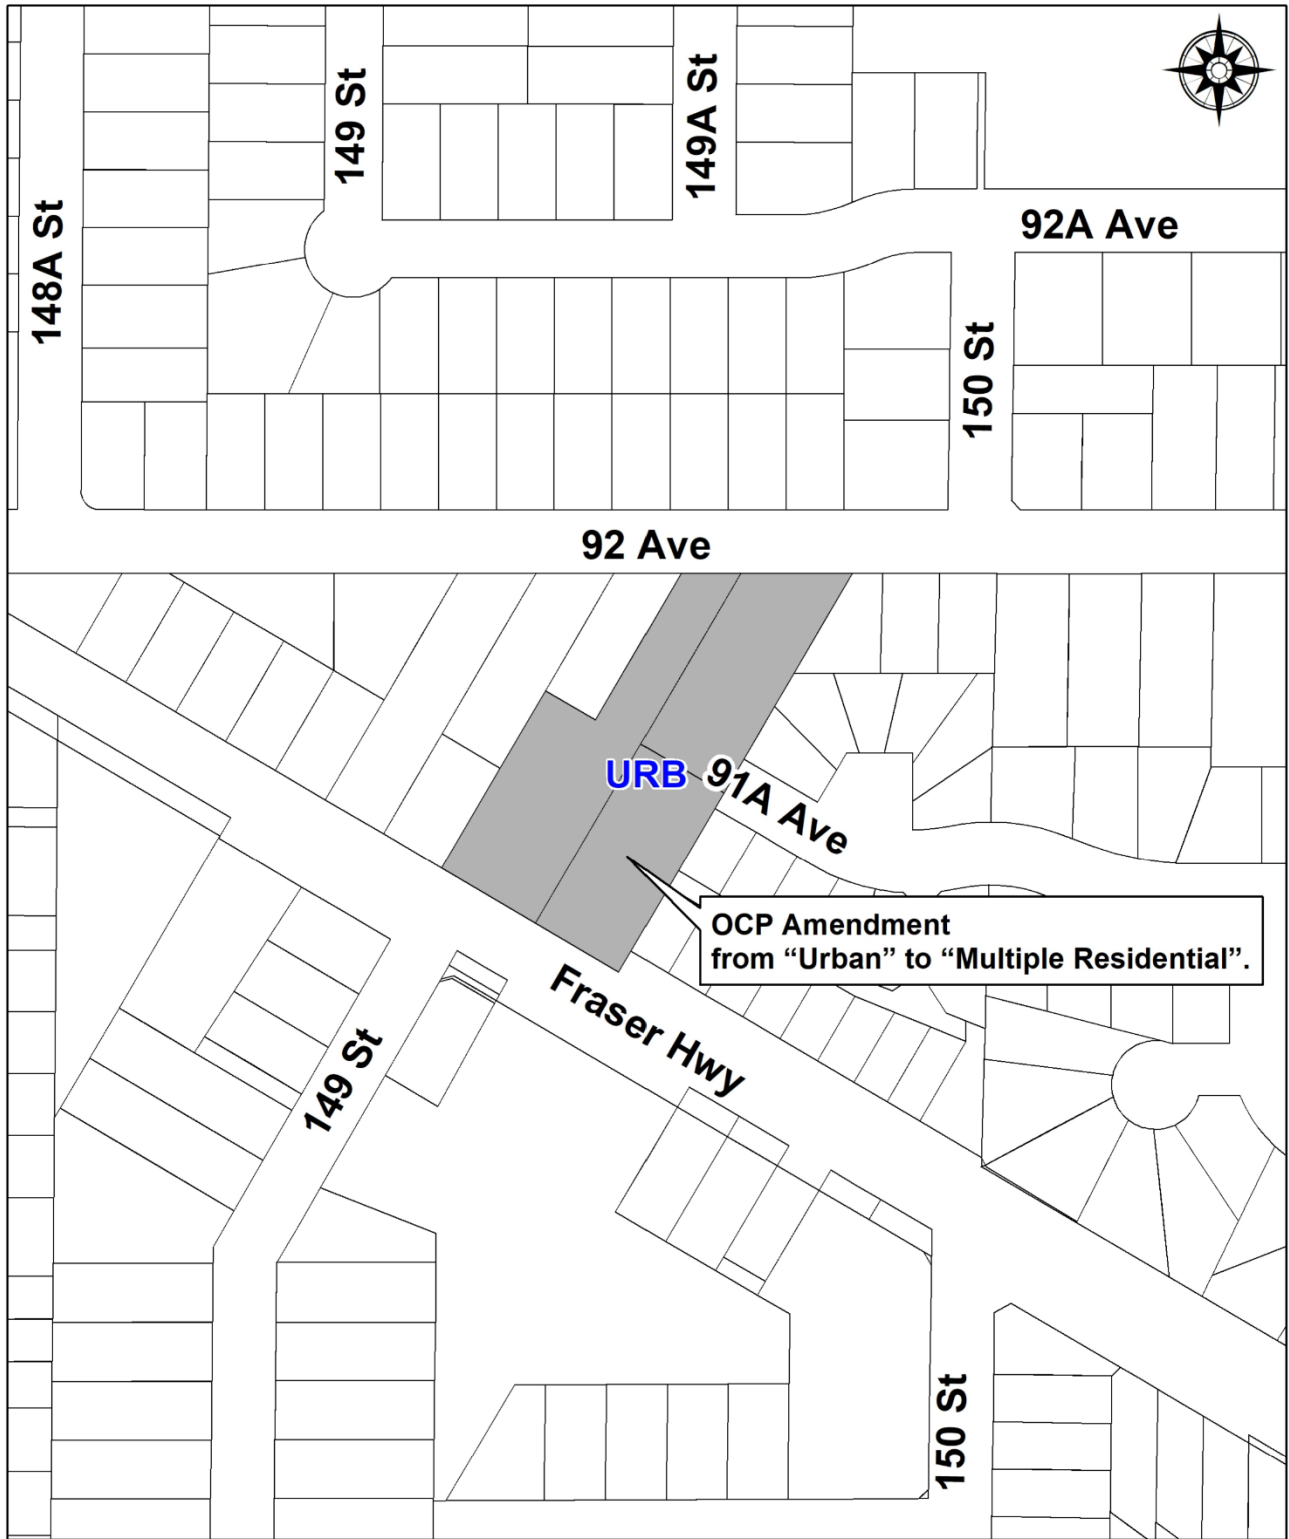 149 St
149A St
148A St
92A Ave
150 St
92 Ave
URB
91A Ave
OCP Amendment
from “Urban” to “Multiple Residential”.
Fraser Hwy
149 St
150 St